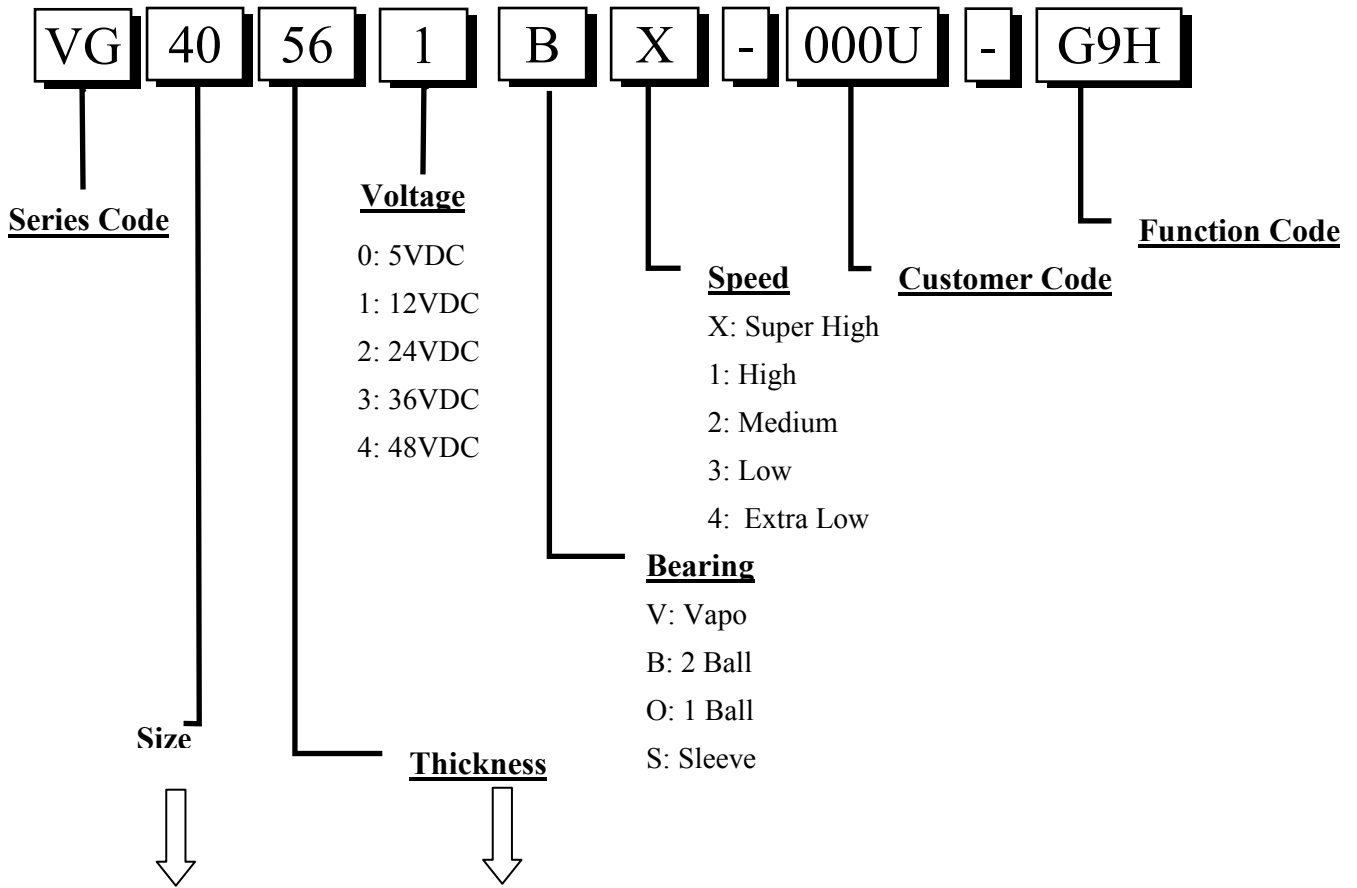 VG 40 56 1 B X - 000U - G9H
Series Code
Voltage
0: 5VDC
1: 12VDC
2: 24VDC
3: 36VDC
4: 48VDC
Function Code
Speed
X: Super High
1: High
2: Medium
3: Low
4: Extra Low
Customer Code
Bearing
V: Vapo
B: 2 Ball
O: 1 Ball
S: Sleeve
Size
Thickness